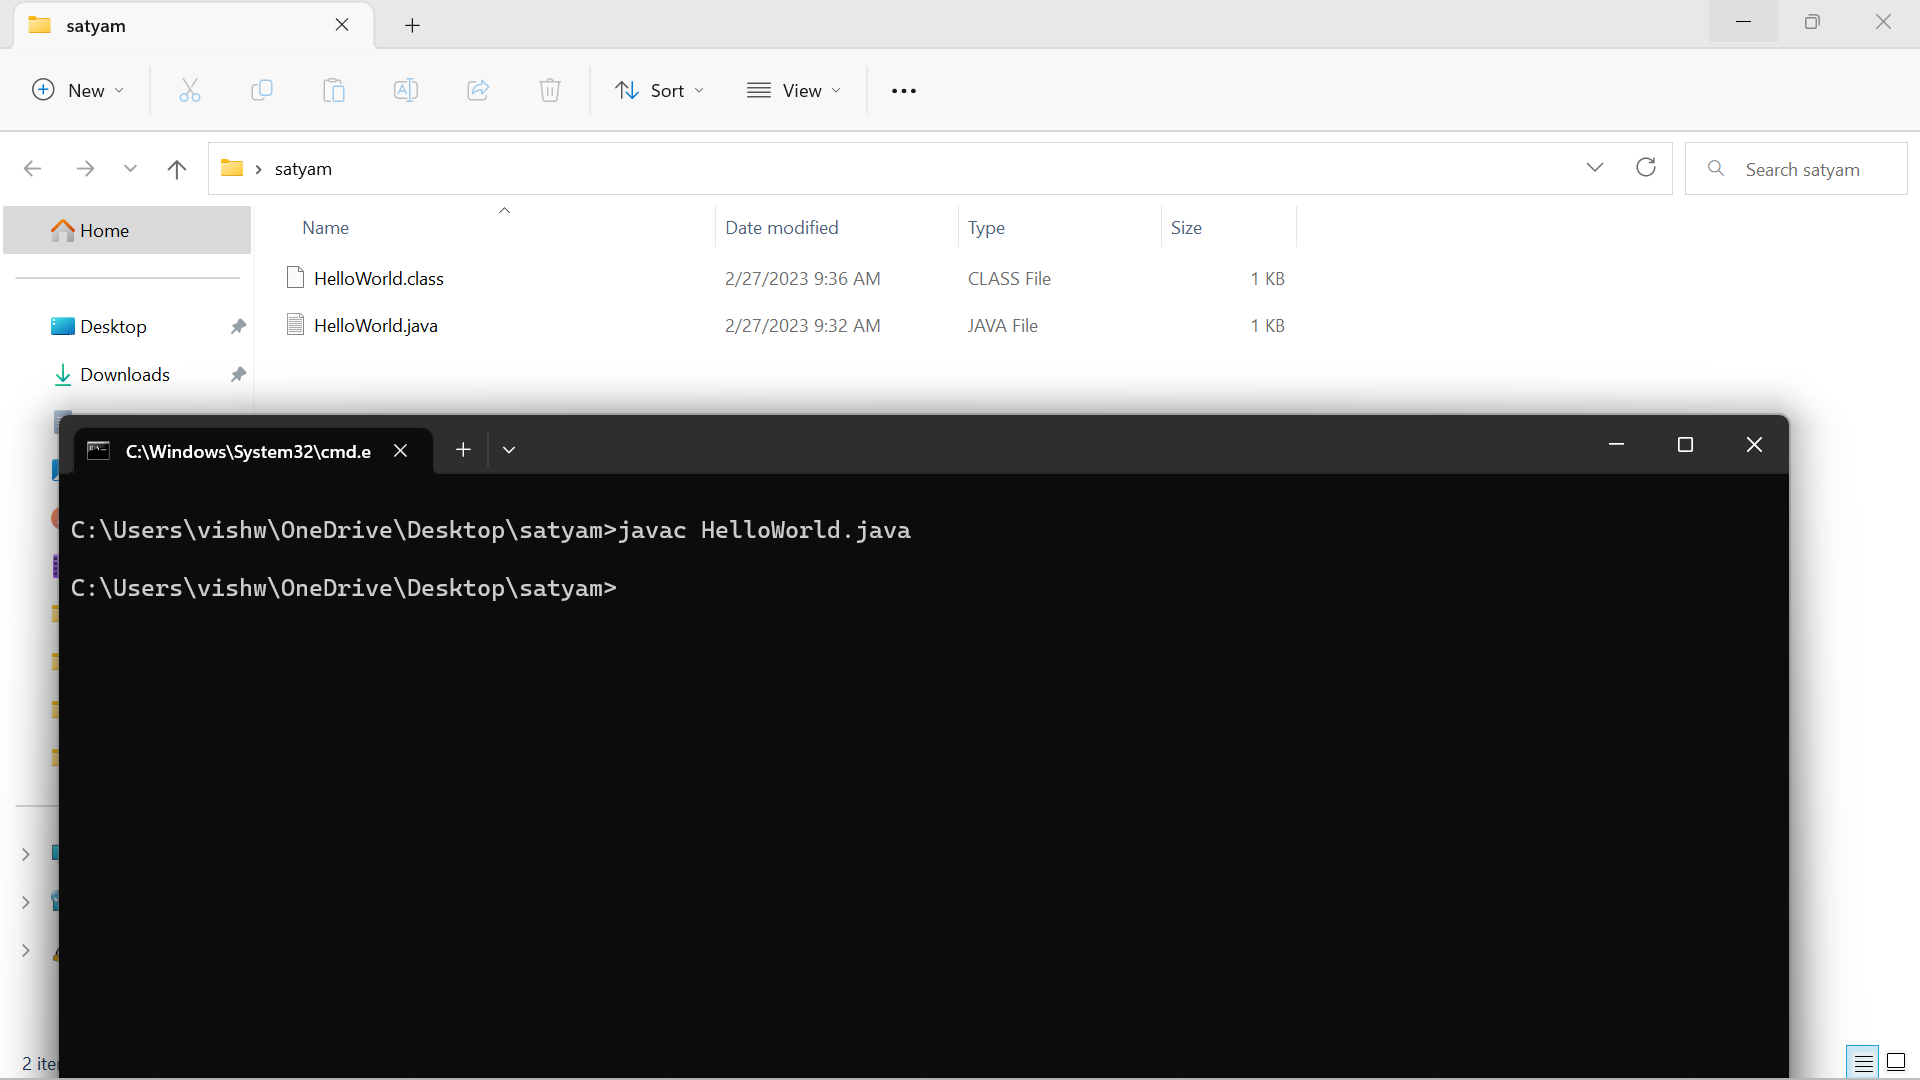 satyam
New
Sort
View
satyam
Search satyam
Home
Name
Date modified
Type
Size
HelloWorld.class
2/27/2023 9:36 AM
CLASS File
1 KB
HelloWorld.java
2/27/2023 9:32 AM
JAVA File
1 KB
Desktop
Downloads
C:\Windows\System32\cmd.e
C:\Users\vishw\OneDrive\Desktop\satyam>javac HelloWorld.java
C:\Users\vishw\OneDrive\Desktop\satyam>
2